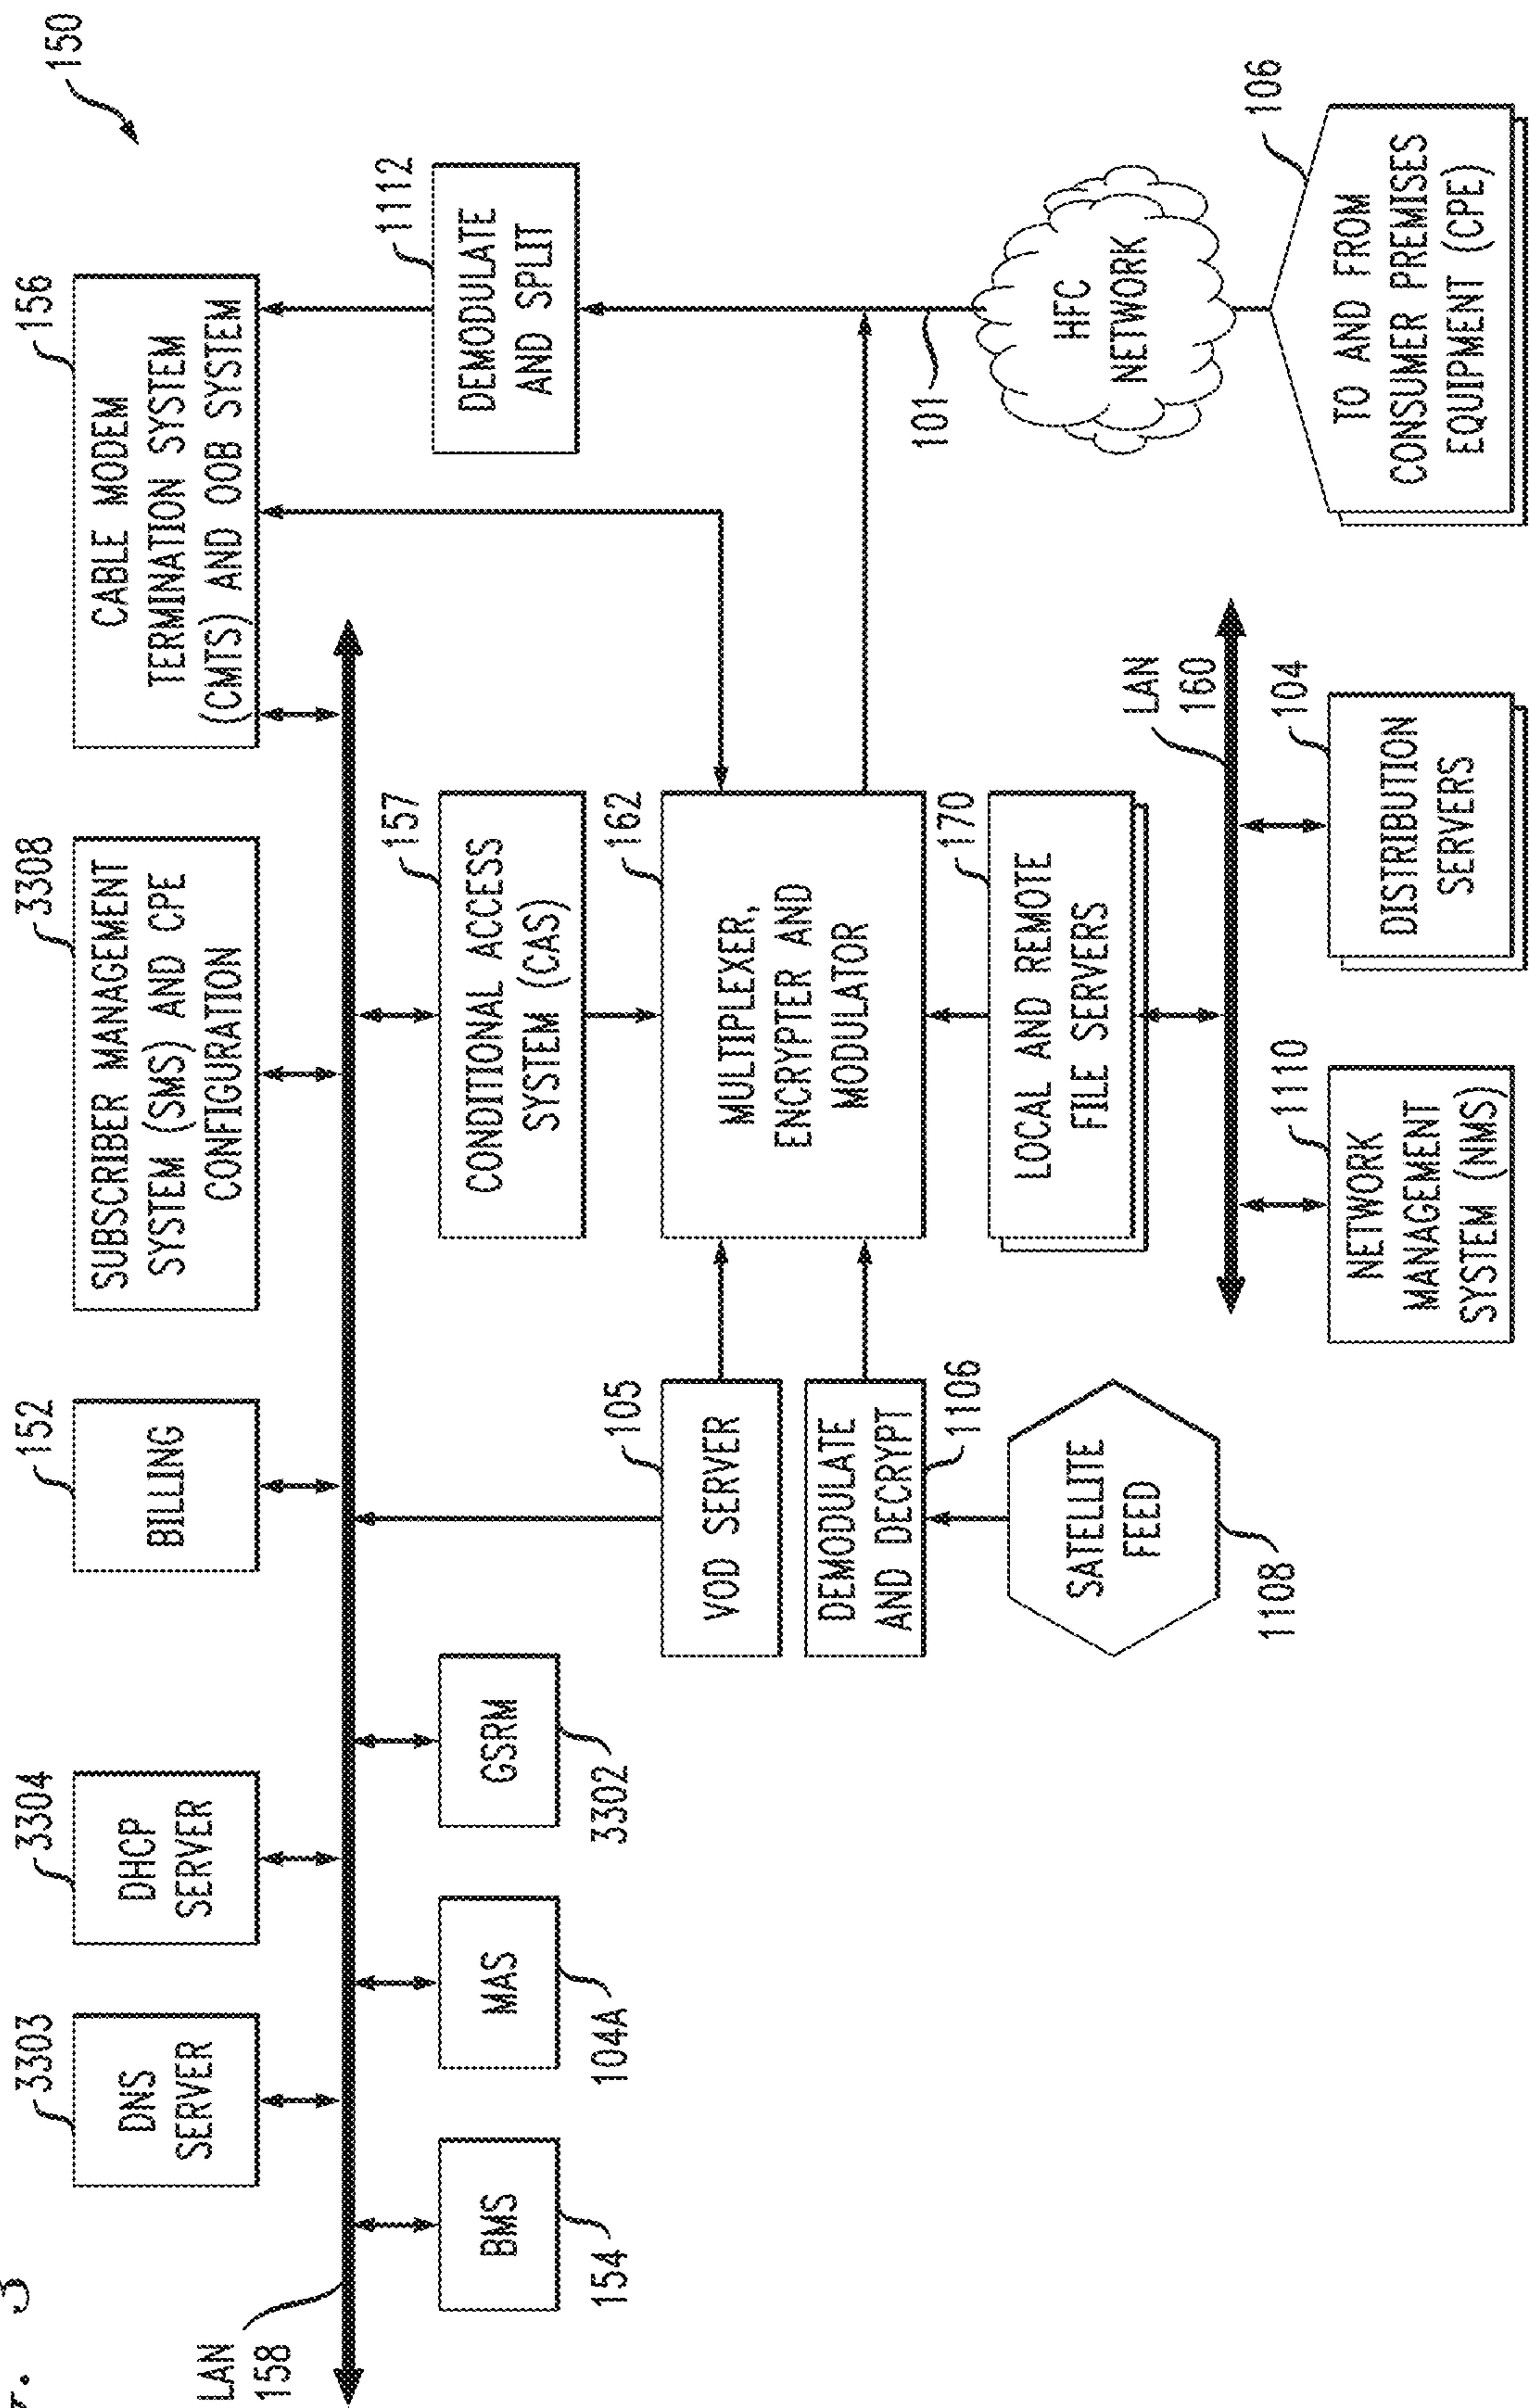 150
3303
DNS
SERVER
3304
DHCP
SERVER
152
BILLING
3308
SUBSCRIBER MANAGEMENT
SYSTEM (SMS) AND CPE
CONFIGURATION
156
CABLE MODEM
TERMINATION SYSTEM
(CMTS) AND OOB SYSTEM
LAN
158
BMS
154
MAS
104A
GSRM
3302
157
CONDITIONAL ACCESS
SYSTEM (CAS)
1112
DEMODULATE
AND SPLIT
105
VOD SERVER
162
MULTIPLEXER,
ENCRYPTER AND
MODULATOR
DEMODULATE
AND DECRYPT
1106
SATELLITE
FEED
1108
170
LOCAL AND REMOTE
FILE SERVERS
101
HFC
NETWORK
LAN
160
1110
NETWORK
MANAGEMENT
SYSTEM (NMS)
104
DISTRIBUTION
SERVERS
106
TO AND FROM
CONSUMER PREMISES
EQUIPMENT (CPE)